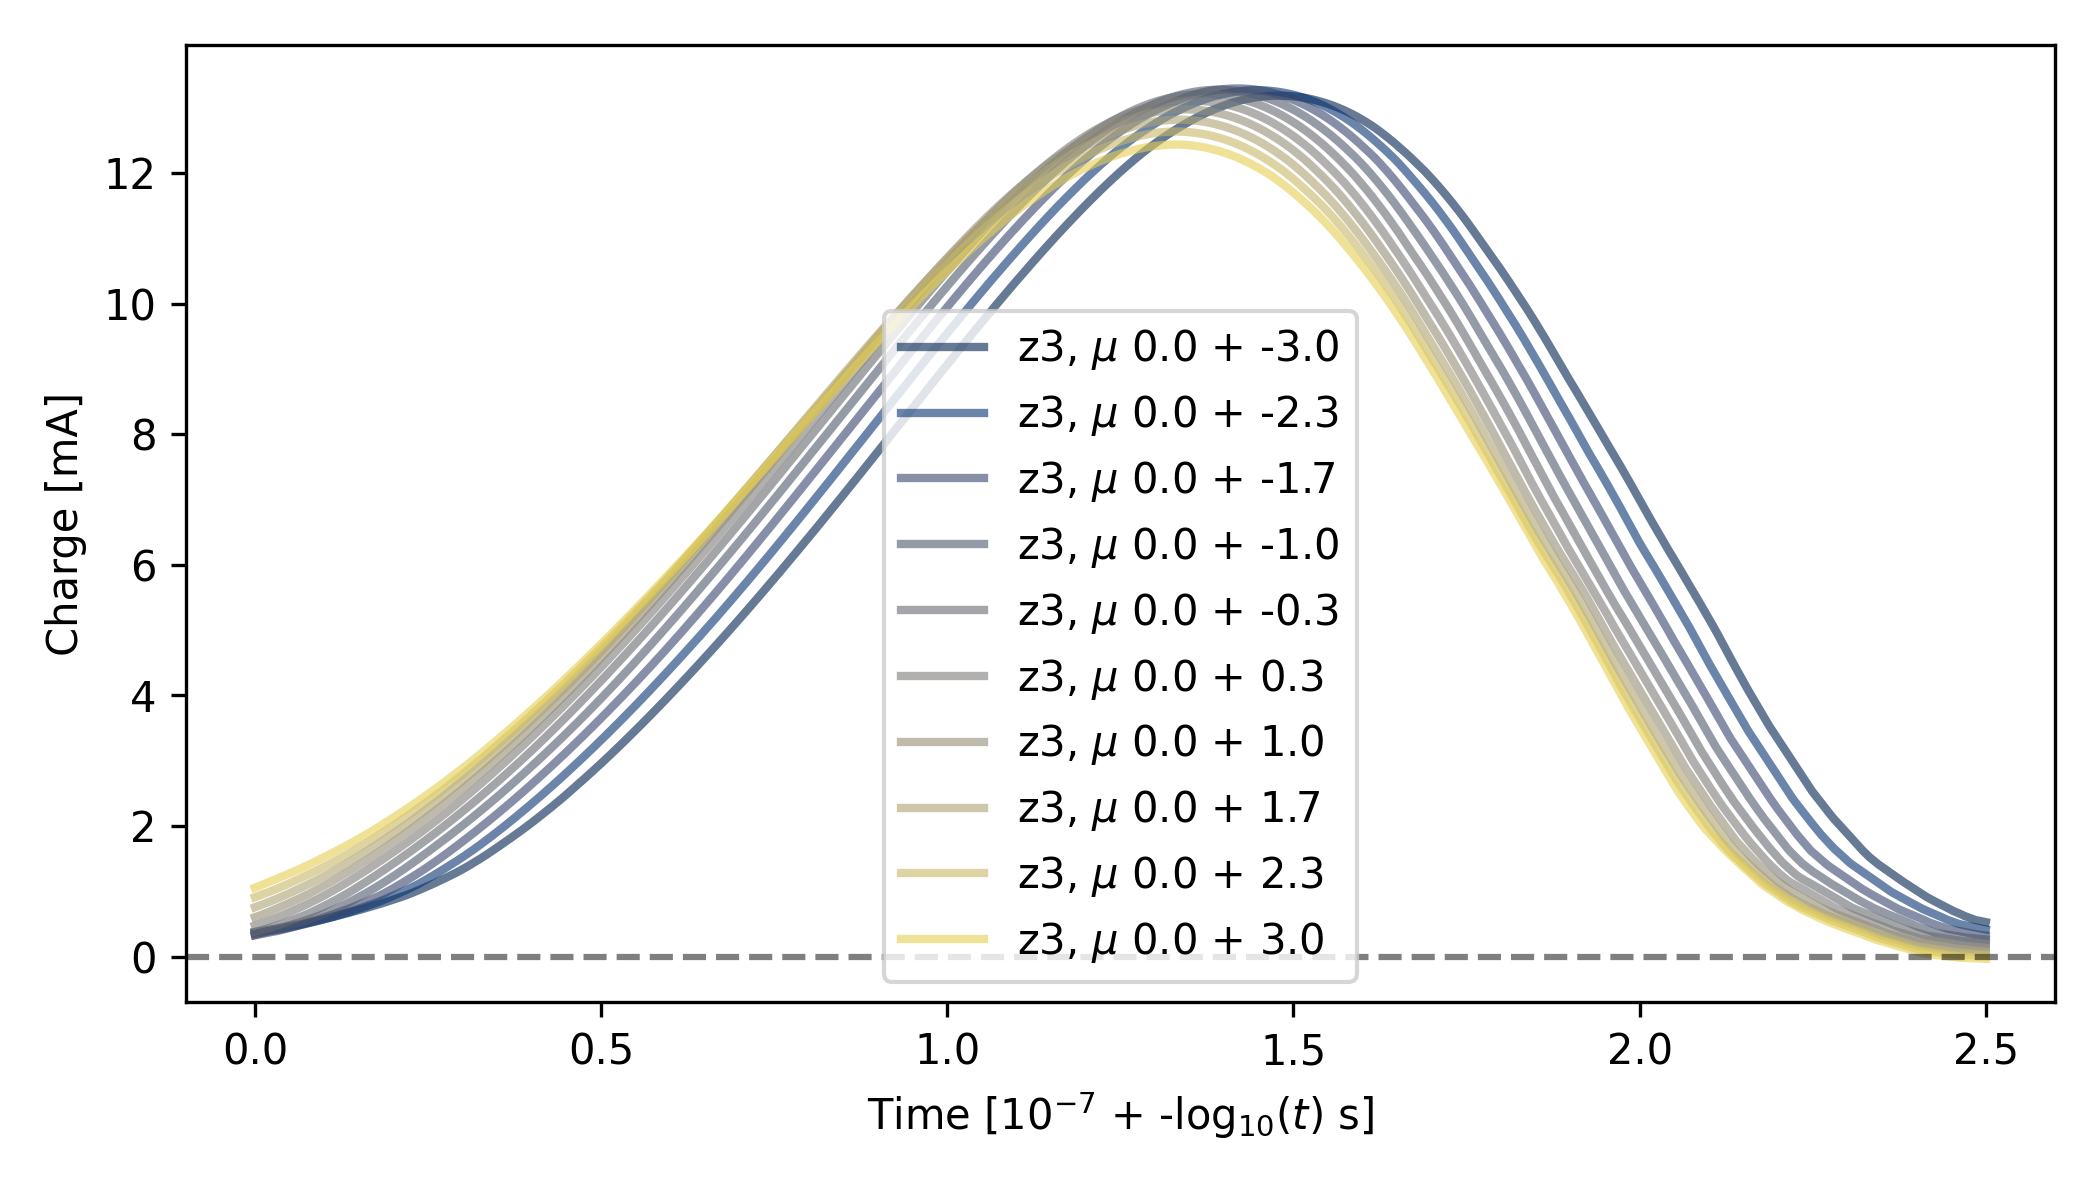 12
10
8
6
4
2
0
Charge [mA]
z3, μ 0.0 + -3.0
z3, μ 0.0 + -2.3
z3, μ 0.0 + -1.7
z3, μ 0.0 + -1.0
z3, μ 0.0 + -0.3
z3, μ 0.0 + 0.3
z3, μ 0.0 + 1.0
z3, μ 0.0 + 1.7
z3, μ 0.0 + 2.3
z3, μ 0.0 + 3.0
0.0 0.5 1.0 1.5 2.0 2.5
Time [10⁻⁷ + -log₁₀(t) s]